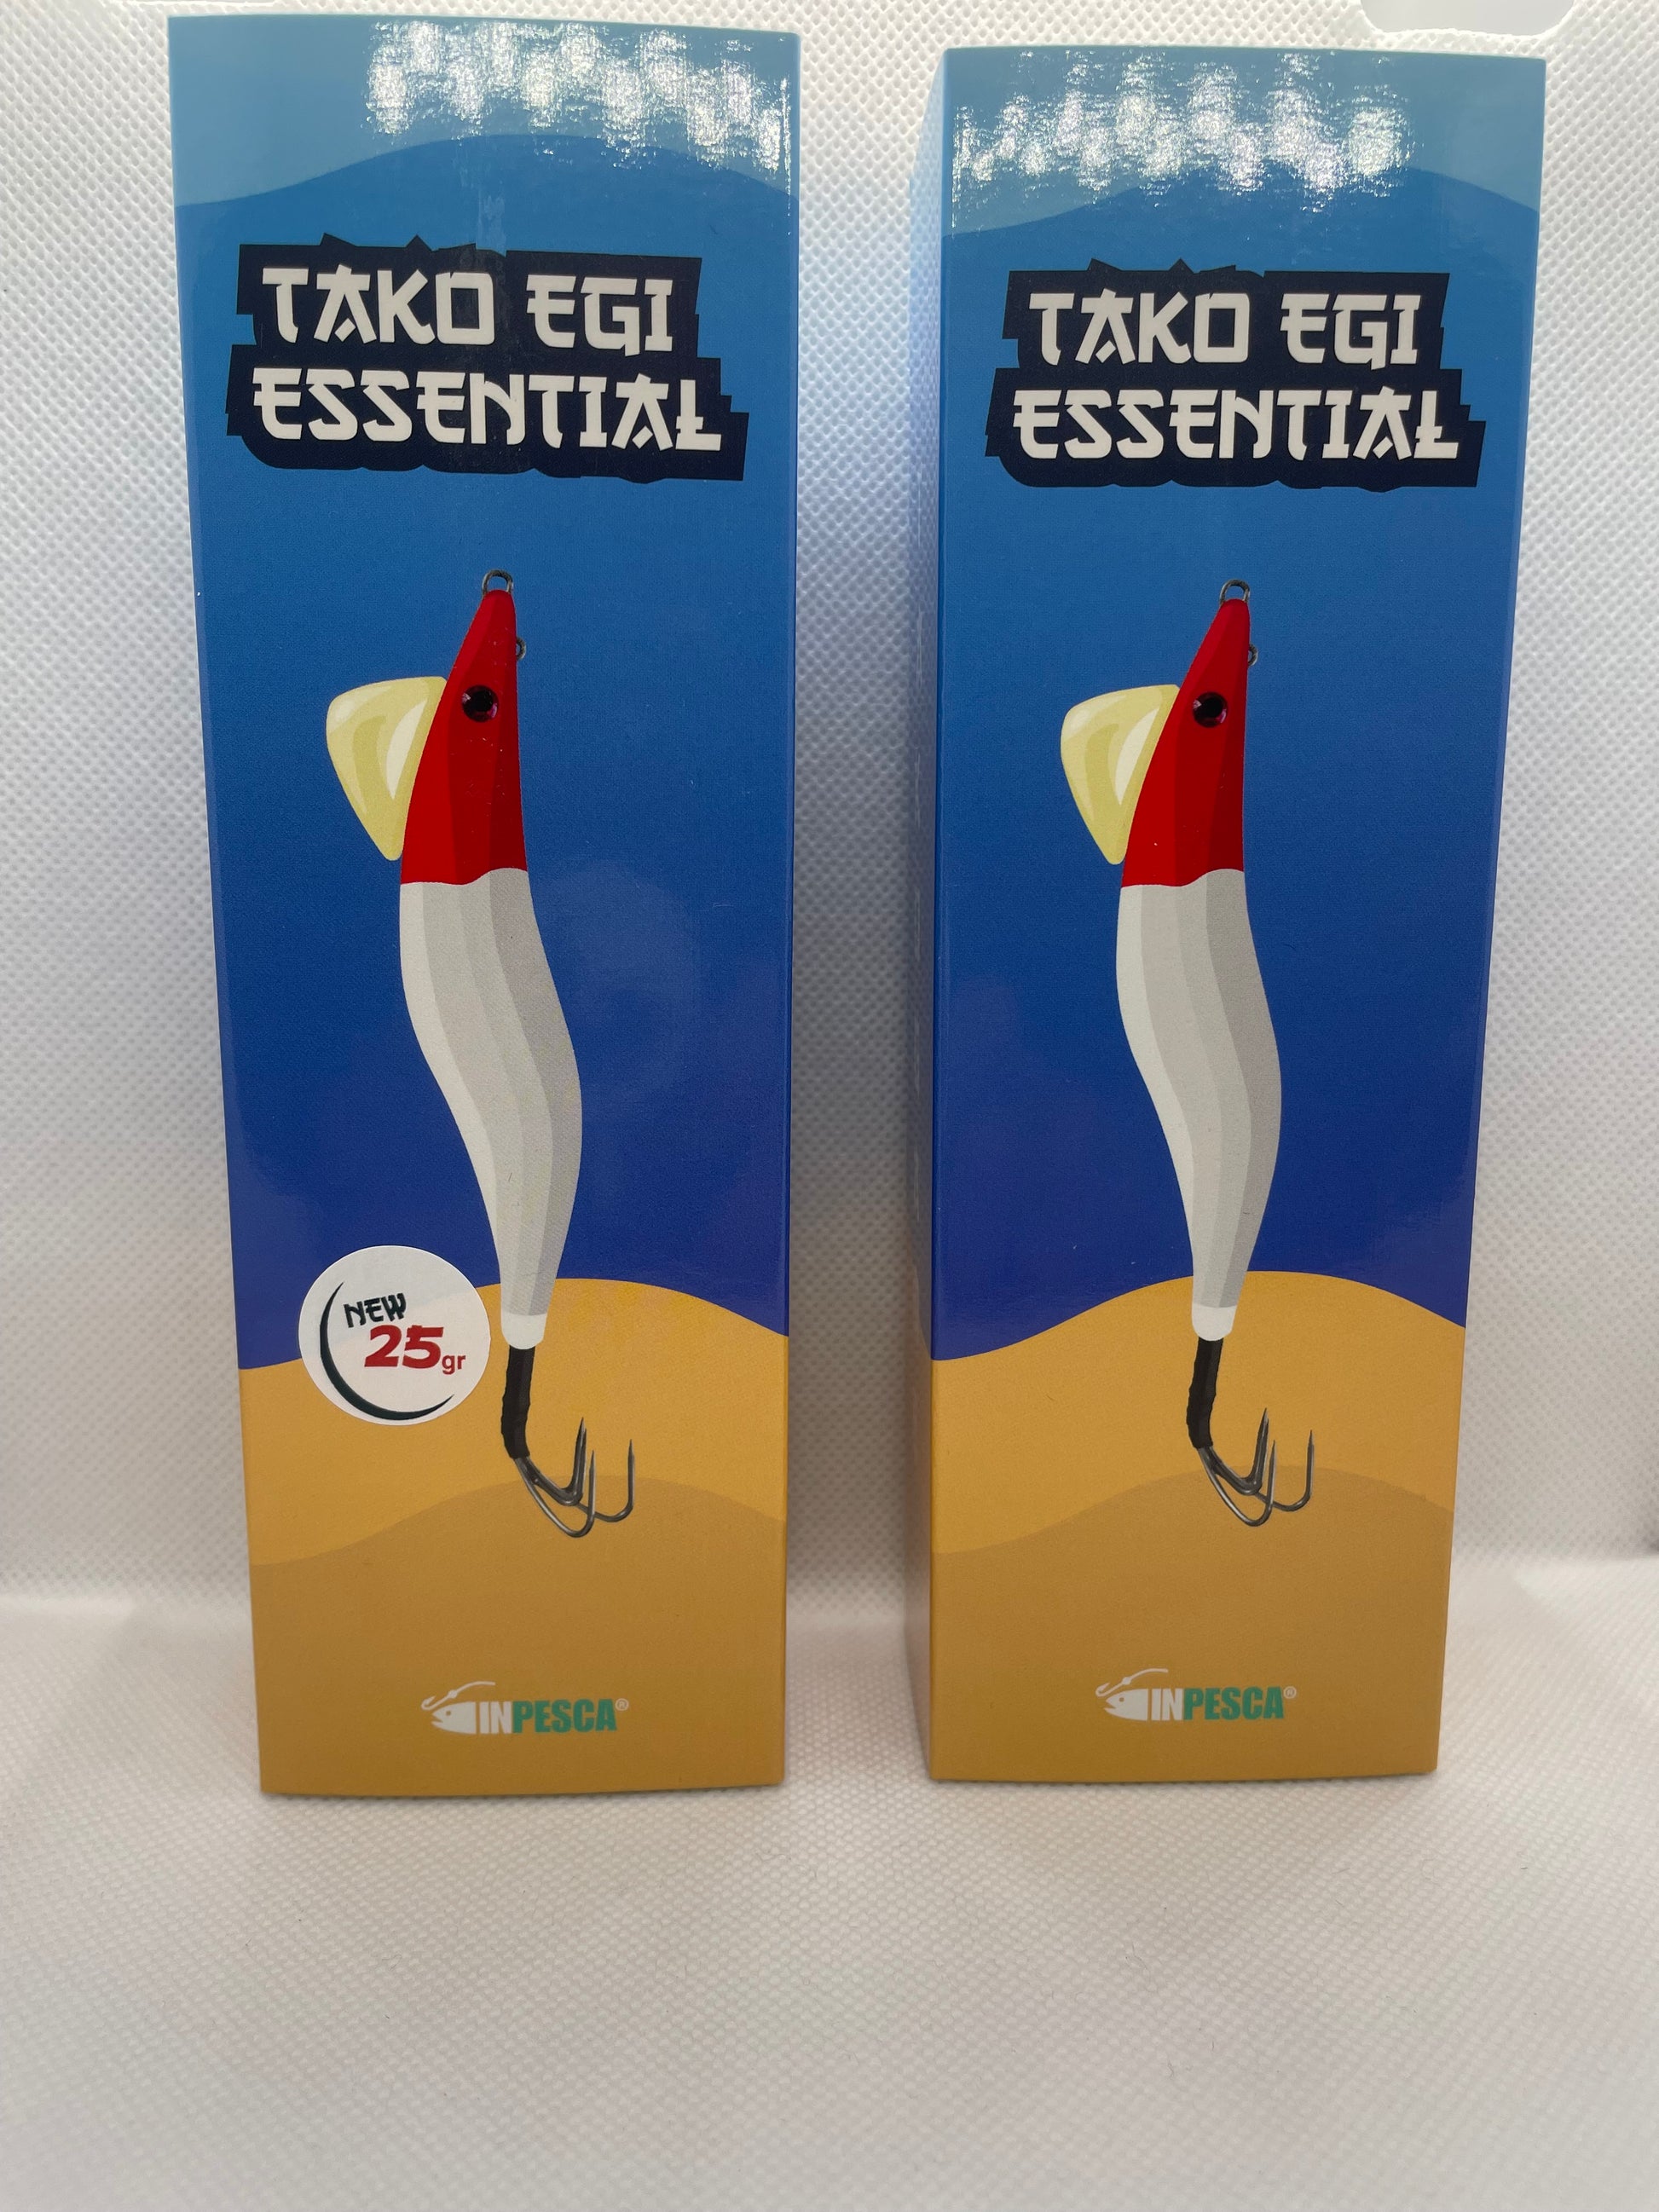 TAKO EGI
ESSENTIAL
NEW
25gr
INPESCA®
TAKO EGI
ESSENTIAL
INPESCA®